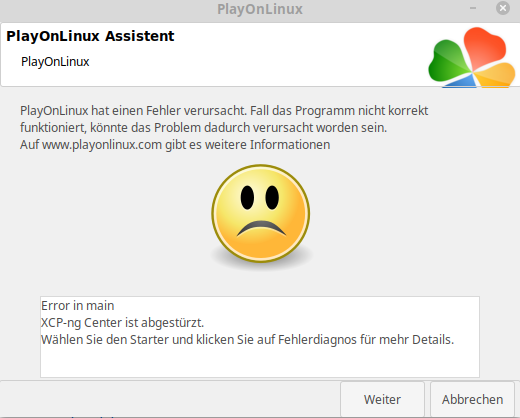 PlayOnLinux
PlayOnLinux Assistent
PlayOnLinux
PlayOnLinux hat einen Fehler verursacht. Fall das Programm nicht korrekt
funktioniert, könnte das Problem dadurch verursacht worden sein.
Auf www.playonlinux.com gibt es weitere Informationen
Error in main
XCP-ng Center ist abgestürzt.
Wählen Sie den Starter und klicken Sie auf Fehlerdiagnos für mehr Details.
Weiter
Abbrechen